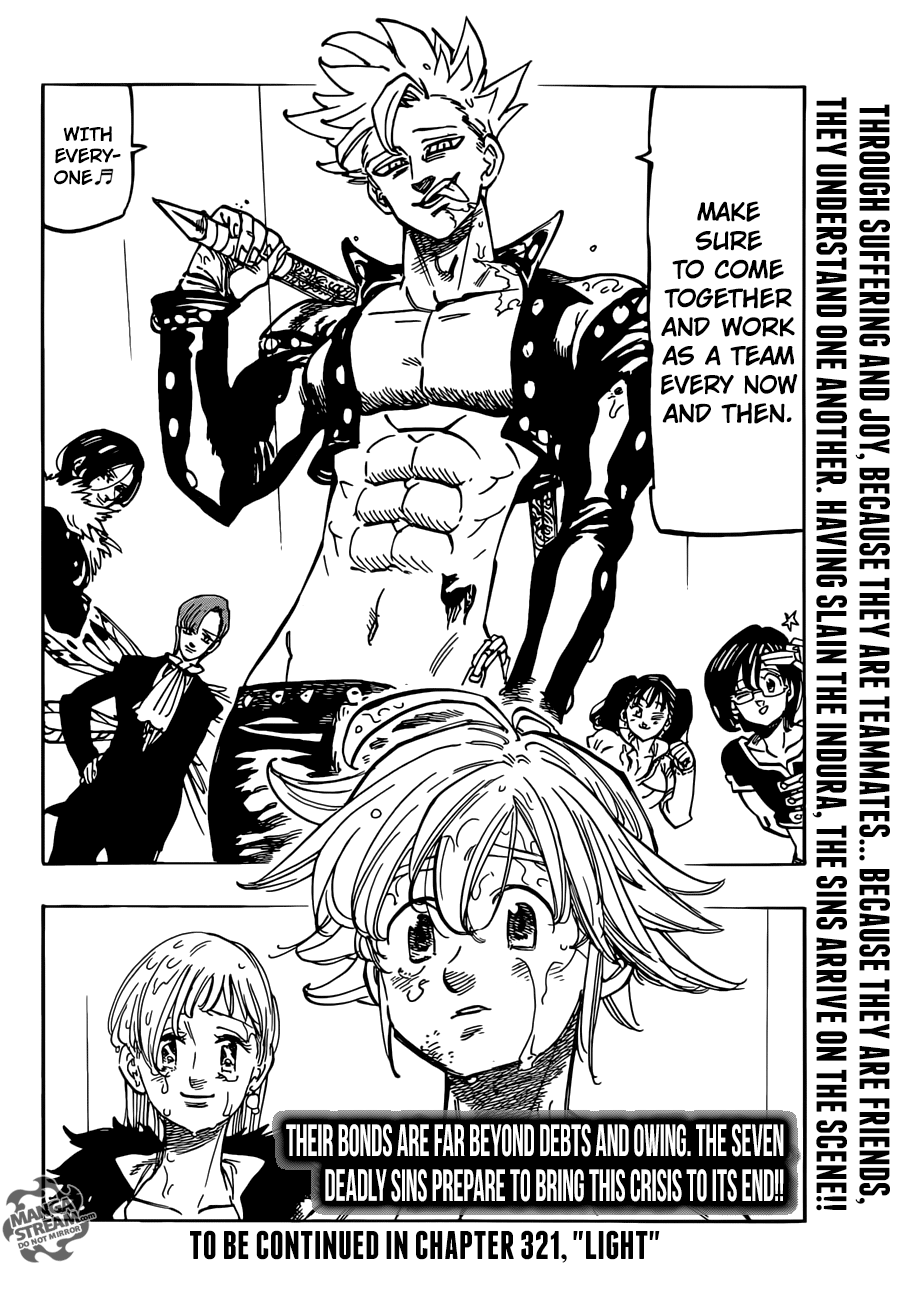 MAKE
SURE
TO COME
TOGETHER
AND WORK
AS A TEAM
EVERY NOW
AND THEN.
WITH
EVERY-
ONE♬
THROUGH SUFFERING AND JOY, BECAUSE THEY ARE TEAMMATES... BECAUSE THEY ARE FRIENDS,
THEY UNDERSTAND ONE ANOTHER. HAVING SLAIN THE INDURA, THE SINS ARRIVE ON THE SCENE!!
THEIR BONDS ARE FAR BEYOND DEBTS AND OWING. THE SEVEN
DEADLY SINS PREPARE TO BRING THIS CRISIS TO ITS END!!
MANGA
STREAM.com
DO NOT MIRROR
TO BE CONTINUED IN CHAPTER 321, "LIGHT"